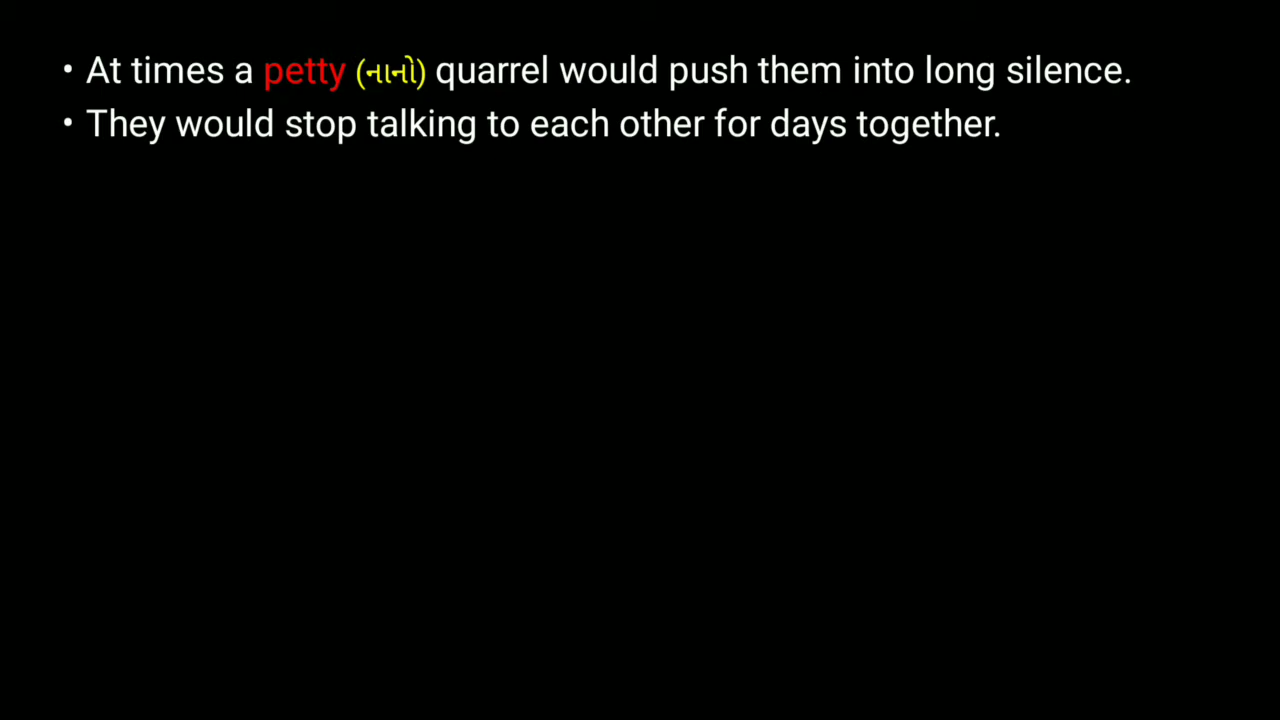 • At times a petty (નાનો) quarrel would push them into long silence.
• They would stop talking to each other for days together.